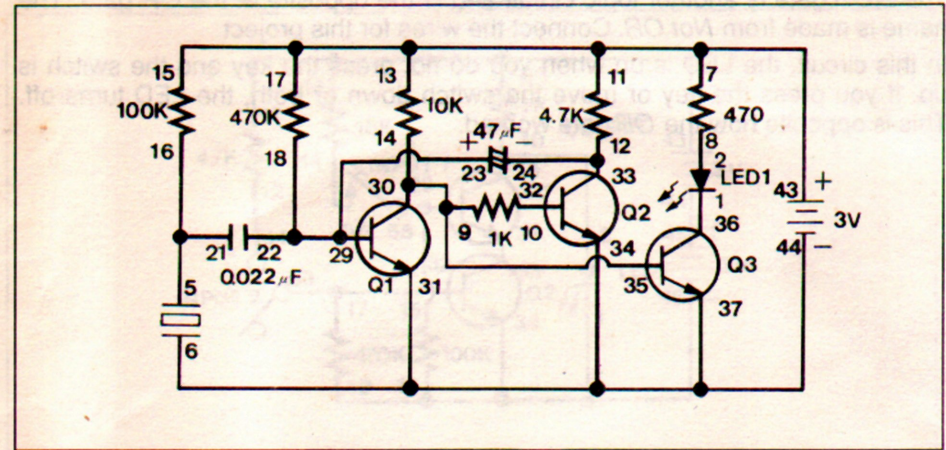 15 17 13 11 7
100K 470K 10K 4.7K 470
16 18 14 + 47µF − 12 8
23 24 2
30 32 33 LED1 43 +
9 1K 10 Q2 1 3V
36 44 −
21 22 29 34
0.022µF Q1 31 35 Q3
5 37
6